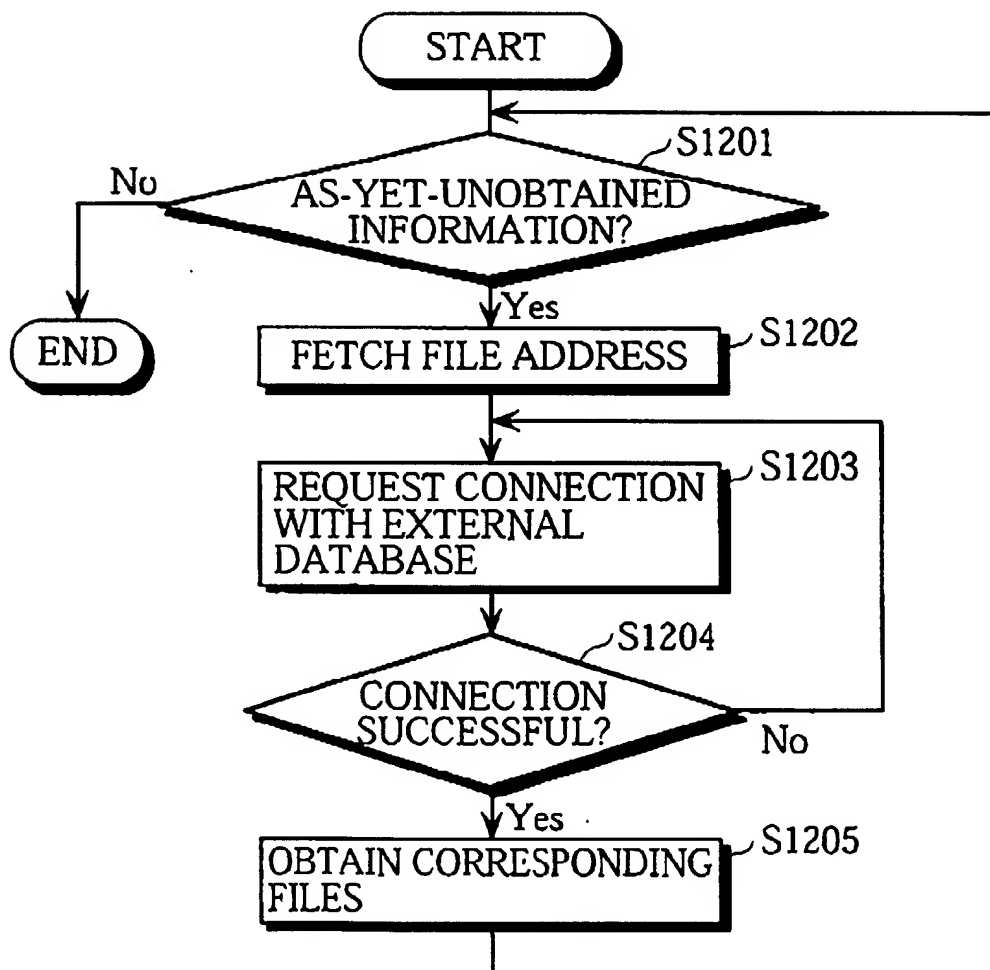 START
S1201
No
AS-YET-UNOBTAINED
INFORMATION?
Yes
END
S1202
FETCH FILE ADDRESS
S1203
REQUEST CONNECTION
WITH EXTERNAL
DATABASE
S1204
CONNECTION
SUCCESSFUL?
No
Yes
S1205
OBTAIN CORRESPONDING
FILES